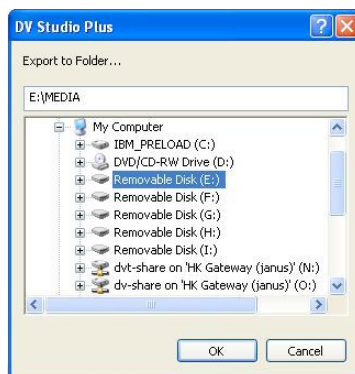 DV Studio Plus
Export to Folder...
E:\MEDIA
My Computer
IBM_PRELOAD (C:)
DVD/CD-RW Drive (D:)
Removable Disk (E:)
Removable Disk (F:)
Removable Disk (G:)
Removable Disk (H:)
Removable Disk (I:)
dvt-share on 'HK Gateway (janus)' (N:)
dv-share on 'HK Gateway (janus)' (O:)
OK Cancel